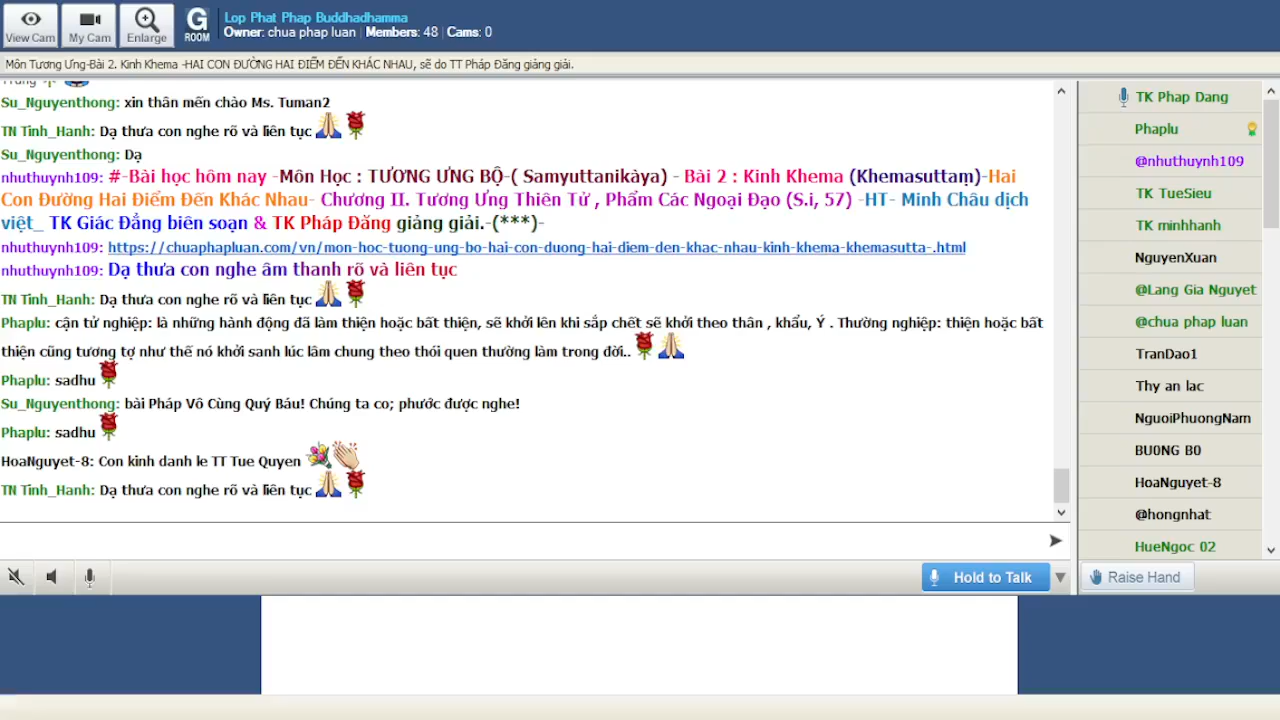 View Cam
My Cam
Enlarge
G
ROOM
Lop Phat Phap Buddhadhamma
Owner: chua phap luan | Members: 48 | Cams: 0
Môn Tương Ưng-Bài 2. Kinh Khema -HAI CON ĐƯỜNG HAI ĐIỂM ĐẾN KHÁC NHAU, sẽ do TT Pháp Đăng giảng giải.
Su_Nguyenthong: xin thân mến chào Ms. Tuman2
TN Tinh_Hanh: Dạ thưa con nghe rõ và liên tục
Su_Nguyenthong: Dạ
nhuthuynh109: #-Bài học hôm nay -Môn Học : TƯƠNG ƯNG BỘ-( Samyuttanikàya) - Bài 2 : Kinh Khema (Khemasuttaṃ)-Hai
Con Đường Hai Điểm Đến Khác Nhau- Chương II. Tương Ưng Thiên Tử , Phẩm Các Ngoại Đạo (S.i, 57) -HT- Minh Châu dịch
việt_ TK Giác Đẳng biên soạn & TK Pháp Đăng giảng giải.-(***)-
nhuthuynh109: https://chuaphapluan.com/vn/mon-hoc-tuong-ung-bo-hai-con-duong-hai-diem-den-khac-nhau-kinh-khema-khemasutta-.html
nhuthuynh109: Dạ thưa con nghe âm thanh rõ và liên tục
TN Tinh_Hanh: Dạ thưa con nghe rõ và liên tục
Phaplu: cận tử nghiệp: là những hành động đã làm thiện hoặc bất thiện, sẽ khởi lên khi sắp chết sẽ khởi theo thân , khẩu, Ý . Thường nghiệp: thiện hoặc bất
thiện cũng tương tợ như thế nó khởi sanh lúc lâm chung theo thói quen thường làm trong đời..
Phaplu: sadhu
Su_Nguyenthong: bài Pháp Vô Cùng Quý Báu! Chúng ta co; phước được nghe!
Phaplu: sadhu
HoaNguyet-8: Con kinh danh le TT Tue Quyen
TN Tinh_Hanh: Dạ thưa con nghe rõ và liên tục
Hold to Talk
TK Phap Dang
Phaplu
@nhuthuynh109
TK TueSieu
TK minhhanh
NguyenXuan
@Lang Gia Nguyet
@chua phap luan
TranDao1
Thy an lac
NguoiPhuongNam
BU0NG B0
HoaNguyet-8
@hongnhat
HueNgoc 02
Raise Hand